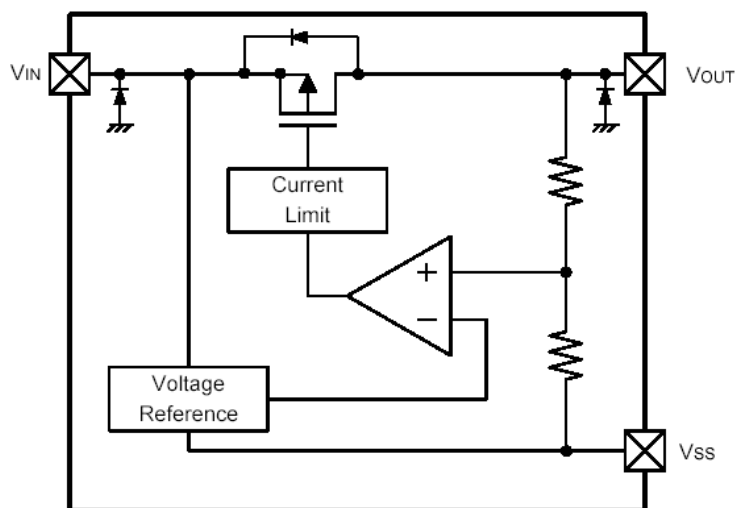 VIN
VOUT
Current
Limit
+
−
Voltage
Reference
VSS